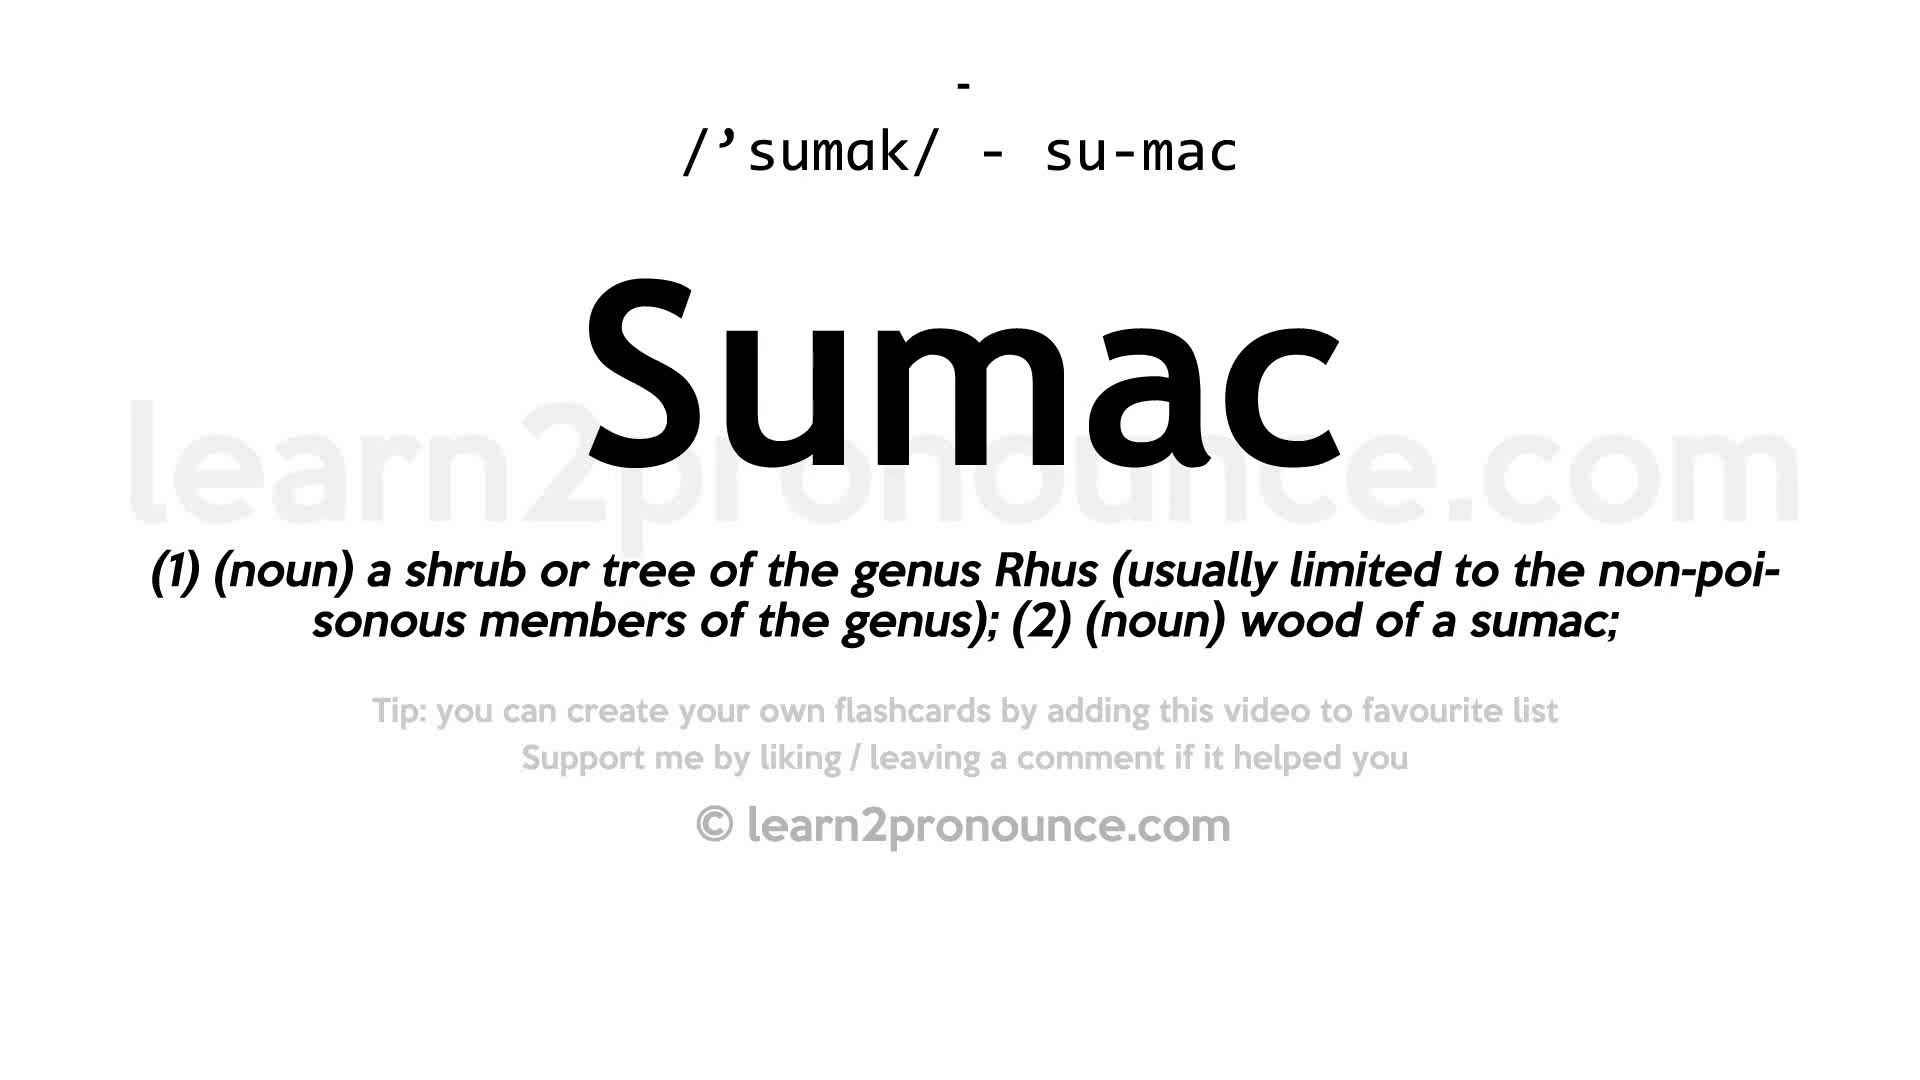 -
/’sumɑk/ - su-mac
Sumac
learn2pronounce.com
(1) (noun) a shrub or tree of the genus Rhus (usually limited to the non-poi-
sonous members of the genus); (2) (noun) wood of a sumac;
Tip: you can create your own flashcards by adding this video to favourite list
Support me by liking / leaving a comment if it helped you
© learn2pronounce.com